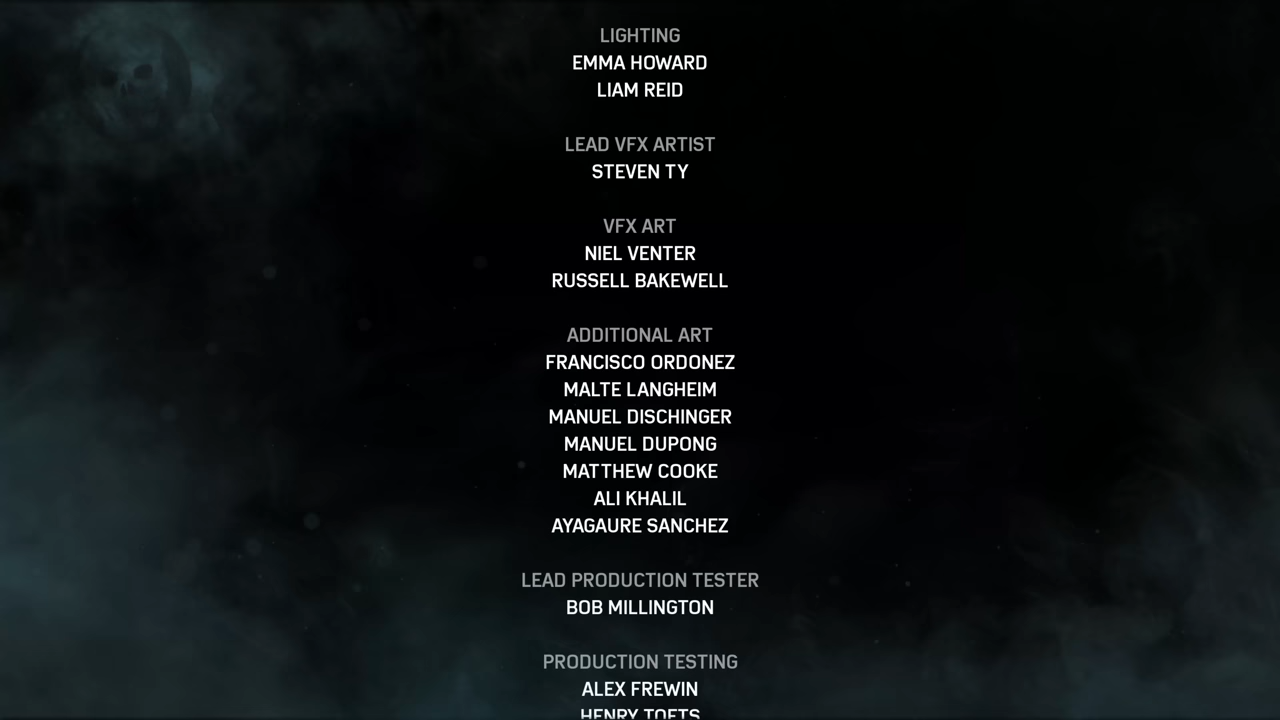 LIGHTING
EMMA HOWARD
LIAM REID
LEAD VFX ARTIST
STEVEN TY
VFX ART
NIEL VENTER
RUSSELL BAKEWELL
ADDITIONAL ART
FRANCISCO ORDONEZ
MALTE LANGHEIM
MANUEL DISCHINGER
MANUEL DUPONG
MATTHEW COOKE
ALI KHALIL
AYAGAURE SANCHEZ
LEAD PRODUCTION TESTER
BOB MILLINGTON
PRODUCTION TESTING
ALEX FREWIN
HENRY TOFTS